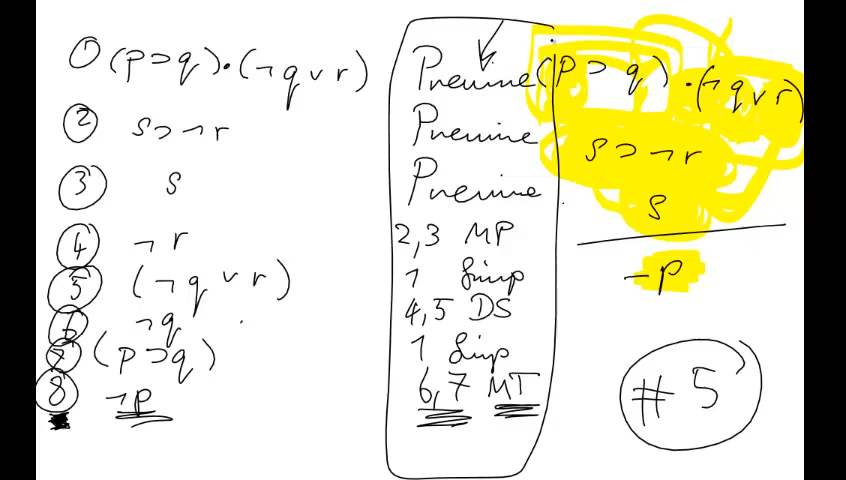 ① (p ⊃ q) · (¬q ∨ r) Premise
② s ⊃ ¬r Premise
③ s Premise
④ ¬r 2,3 MP
⑤ (¬q ∨ r) 1 Simp
⑥ ¬q 4,5 DS
⑦ (p ⊃ q) 1 Simp
⑧ ¬p 6,7 MT
(p ⊃ q) · (¬q ∨ r)
s ⊃ ¬r
s
¬p
#5